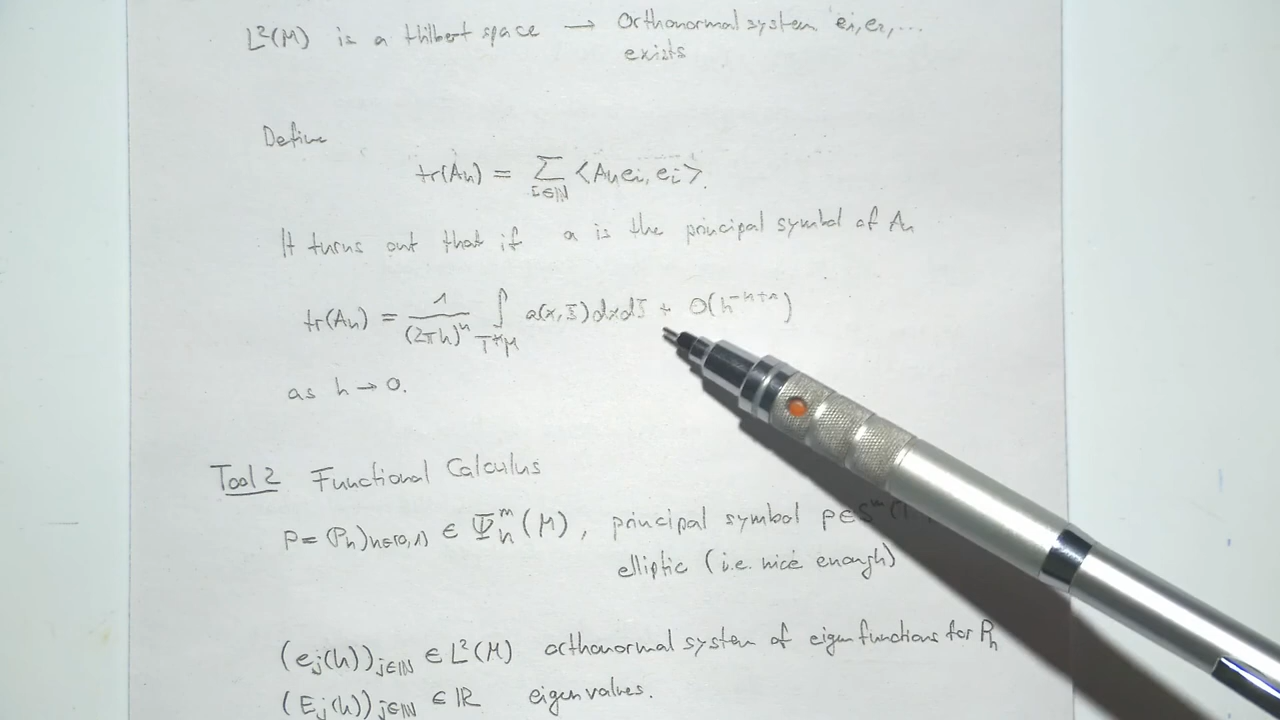 L²(M) is a Hilbert space → Orthonormal system e₁, e₂, ...
exists
Define
tr(Aₕ) = Σ_{i∈ℕ} ⟨Aₕeᵢ, eᵢ⟩.
It turns out that if a is the principal symbol of Aₕ
tr(Aₕ) = 1/(2πh)ⁿ ∫_{T*M} a(x,ξ)dxdξ + O(h⁻ⁿ⁺¹)
as h → 0.
Tool 2 Functional Calculus
P = (Pₕ)_{h∈(0,1)} ∈ Ψₕᵐ(M), principal symbol p ∈ Sᵐ(T
elliptic (i.e. nice enough)
(eⱼ(h))_{j∈ℕ} ∈ L²(M) orthonormal system of eigenfunctions for Pₕ
(Eⱼ(h))_{j∈ℕ} ∈ ℝ eigenvalues.